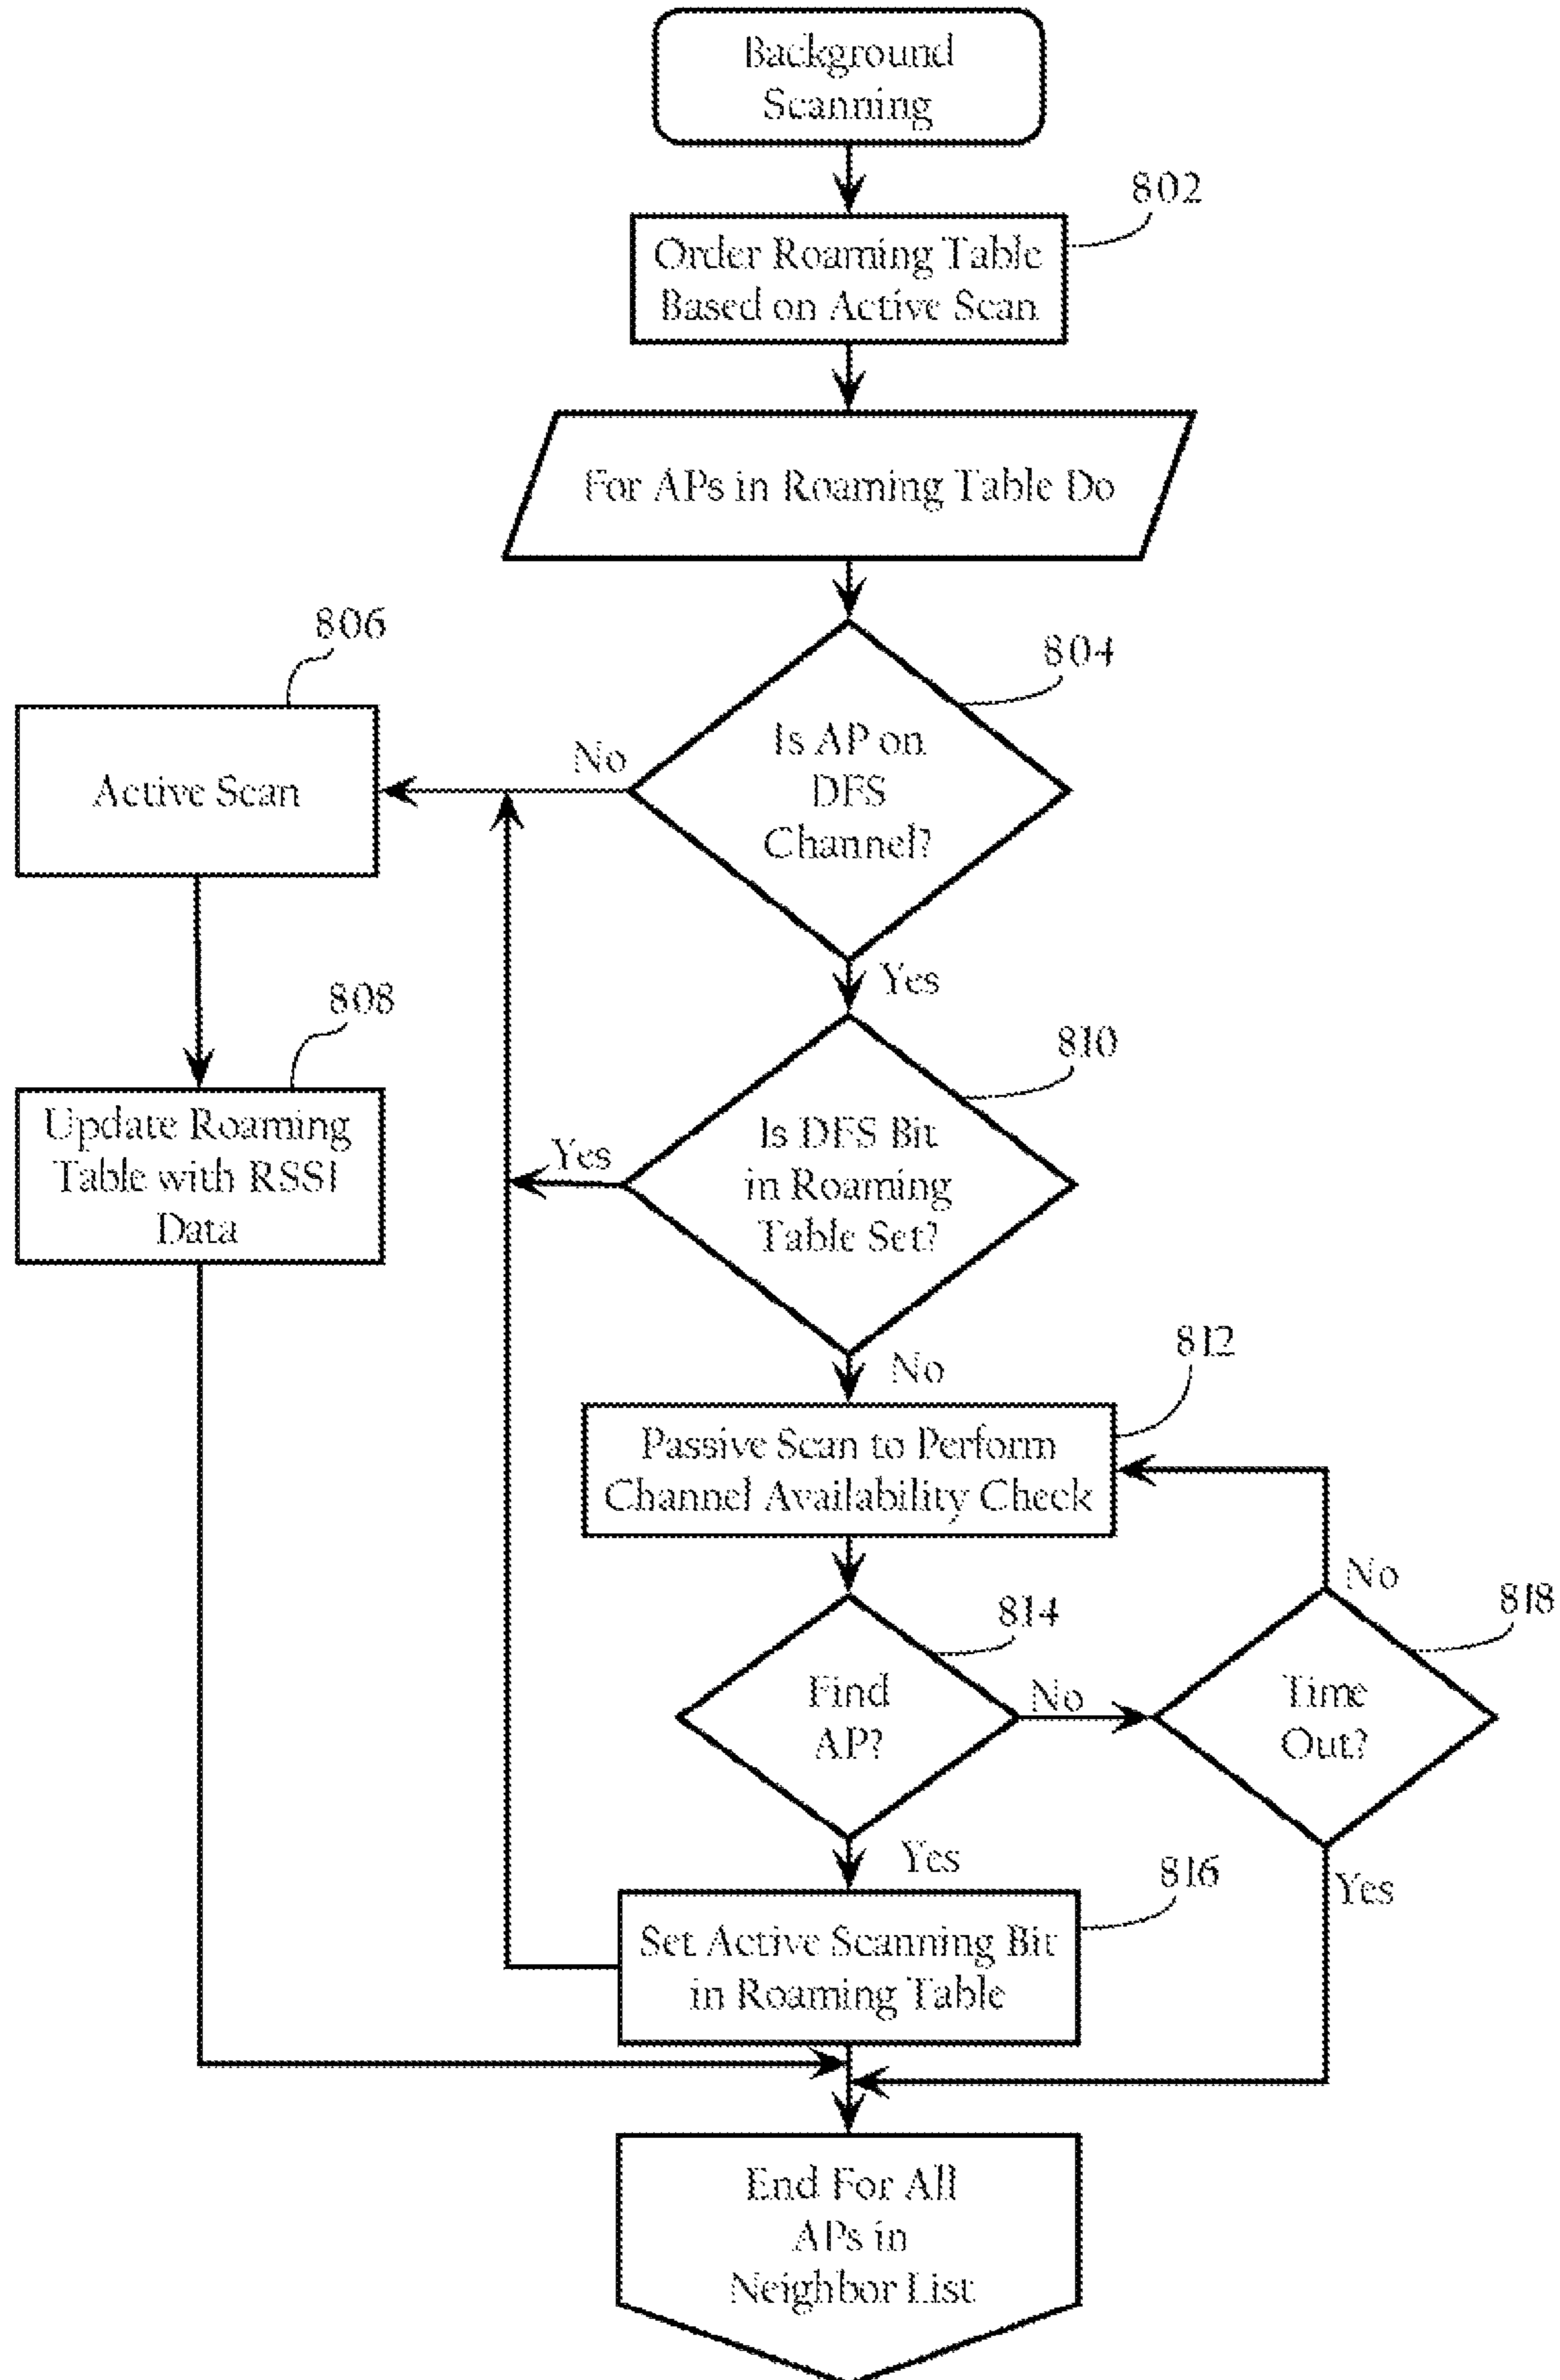 Background
Scanning
802
Order Roaming Table
Based on Active Scan
For APs in Roaming Table Do
806
804
No
Is AP on
DFS
Channel?
Active Scan
Yes
808
810
Update Roaming
Table with RSSI
Data
Yes
Is DFS Bit
in Roaming
Table Set?
No
812
Passive Scan to Perform
Channel Availability Check
No
814
818
Find
AP?
No
Time
Out?
Yes
816
Yes
Set Active Scanning Bit
in Roaming Table
End For All
APs in
Neighbor List